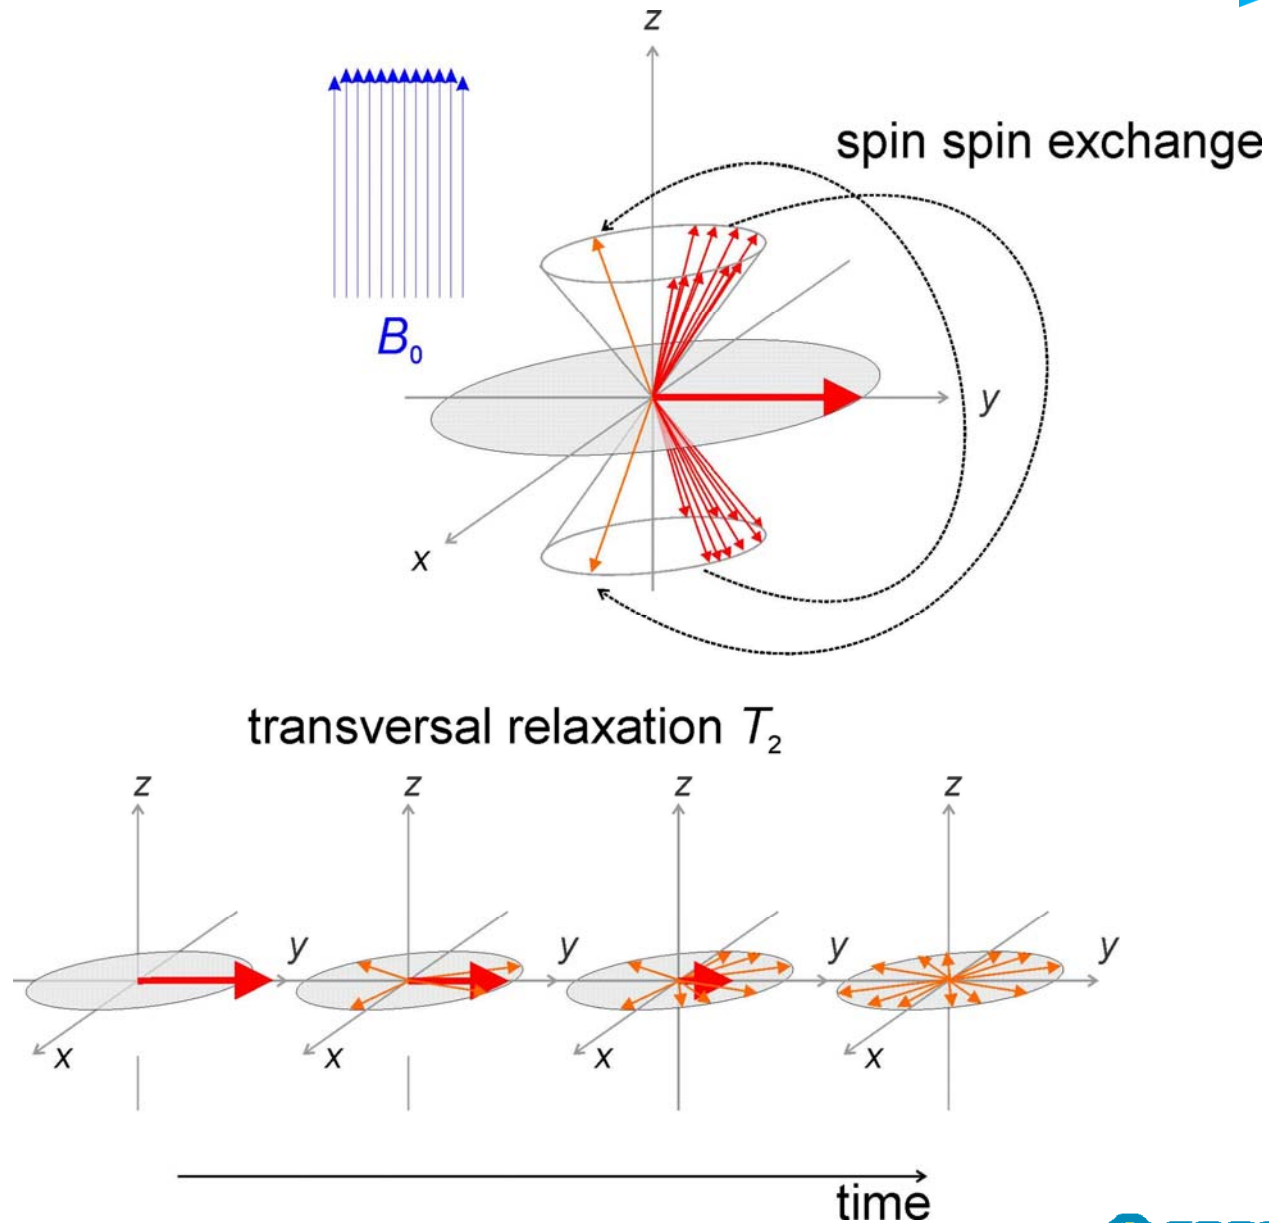 z
spin spin exchange
B₀
y
x
transversal relaxation T₂
z z z z
y y y y
x x x x
time